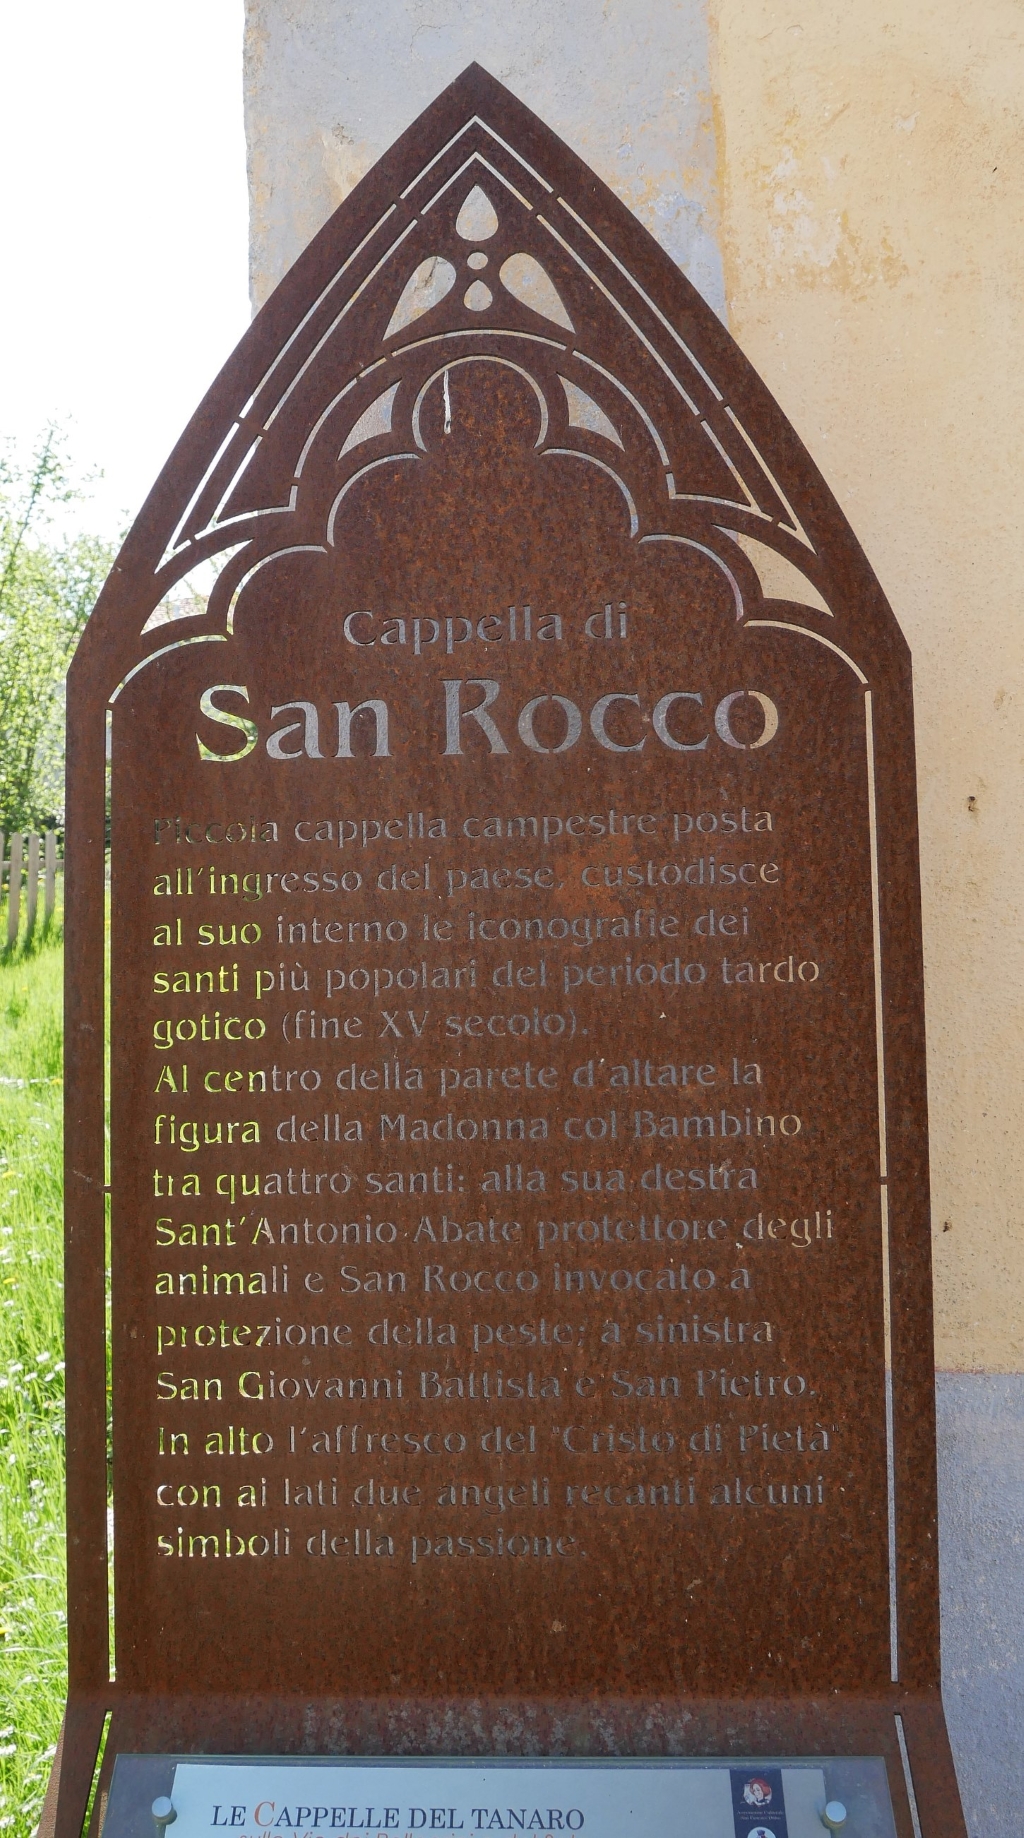 Cappella di
San Rocco
Piccola cappella campestre posta
all'ingresso del paese, custodisce
al suo interno le iconografie dei
santi più popolari del periodo tardo
gotico (fine XV secolo).
Al centro della parete d'altare la
figura della Madonna col Bambino
tra quattro santi: alla sua destra
Sant'Antonio Abate protettore degli
animali e San Rocco invocato a
protezione della peste; a sinistra
San Giovanni Battista e San Pietro.
In alto l'affresco del "Cristo di Pietà"
con ai lati due angeli recanti alcuni
simboli della passione.
LE CAPPELLE DEL TANARO